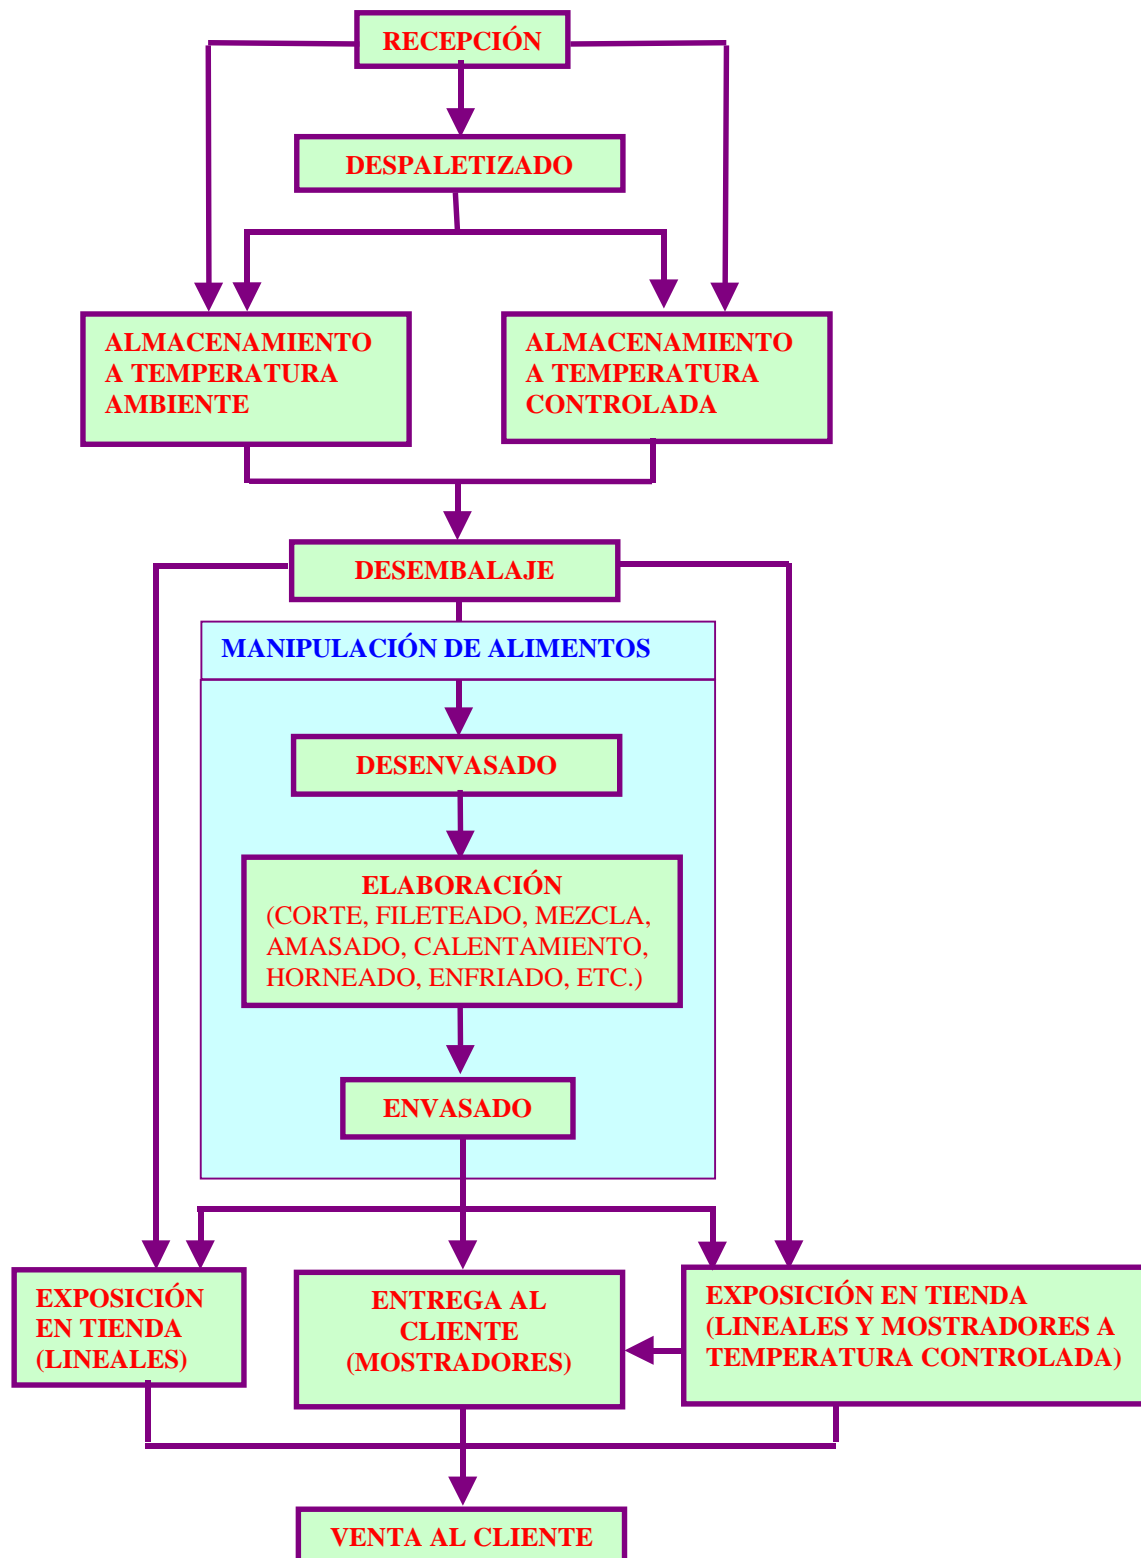 RECEPCIÓN
DESPALETIZADO
ALMACENAMIENTO
A TEMPERATURA
AMBIENTE
ALMACENAMIENTO
A TEMPERATURA
CONTROLADA
DESEMBALAJE
MANIPULACIÓN DE ALIMENTOS
DESENVASADO
ELABORACIÓN
(CORTE, FILETEADO, MEZCLA,
AMASADO, CALENTAMIENTO,
HORNEADO, ENFRIADO, ETC.)
ENVASADO
EXPOSICIÓN
EN TIENDA
(LINEALES)
ENTREGA AL
CLIENTE
(MOSTRADORES)
EXPOSICIÓN EN TIENDA
(LINEALES Y MOSTRADORES A
TEMPERATURA CONTROLADA)
VENTA AL CLIENTE